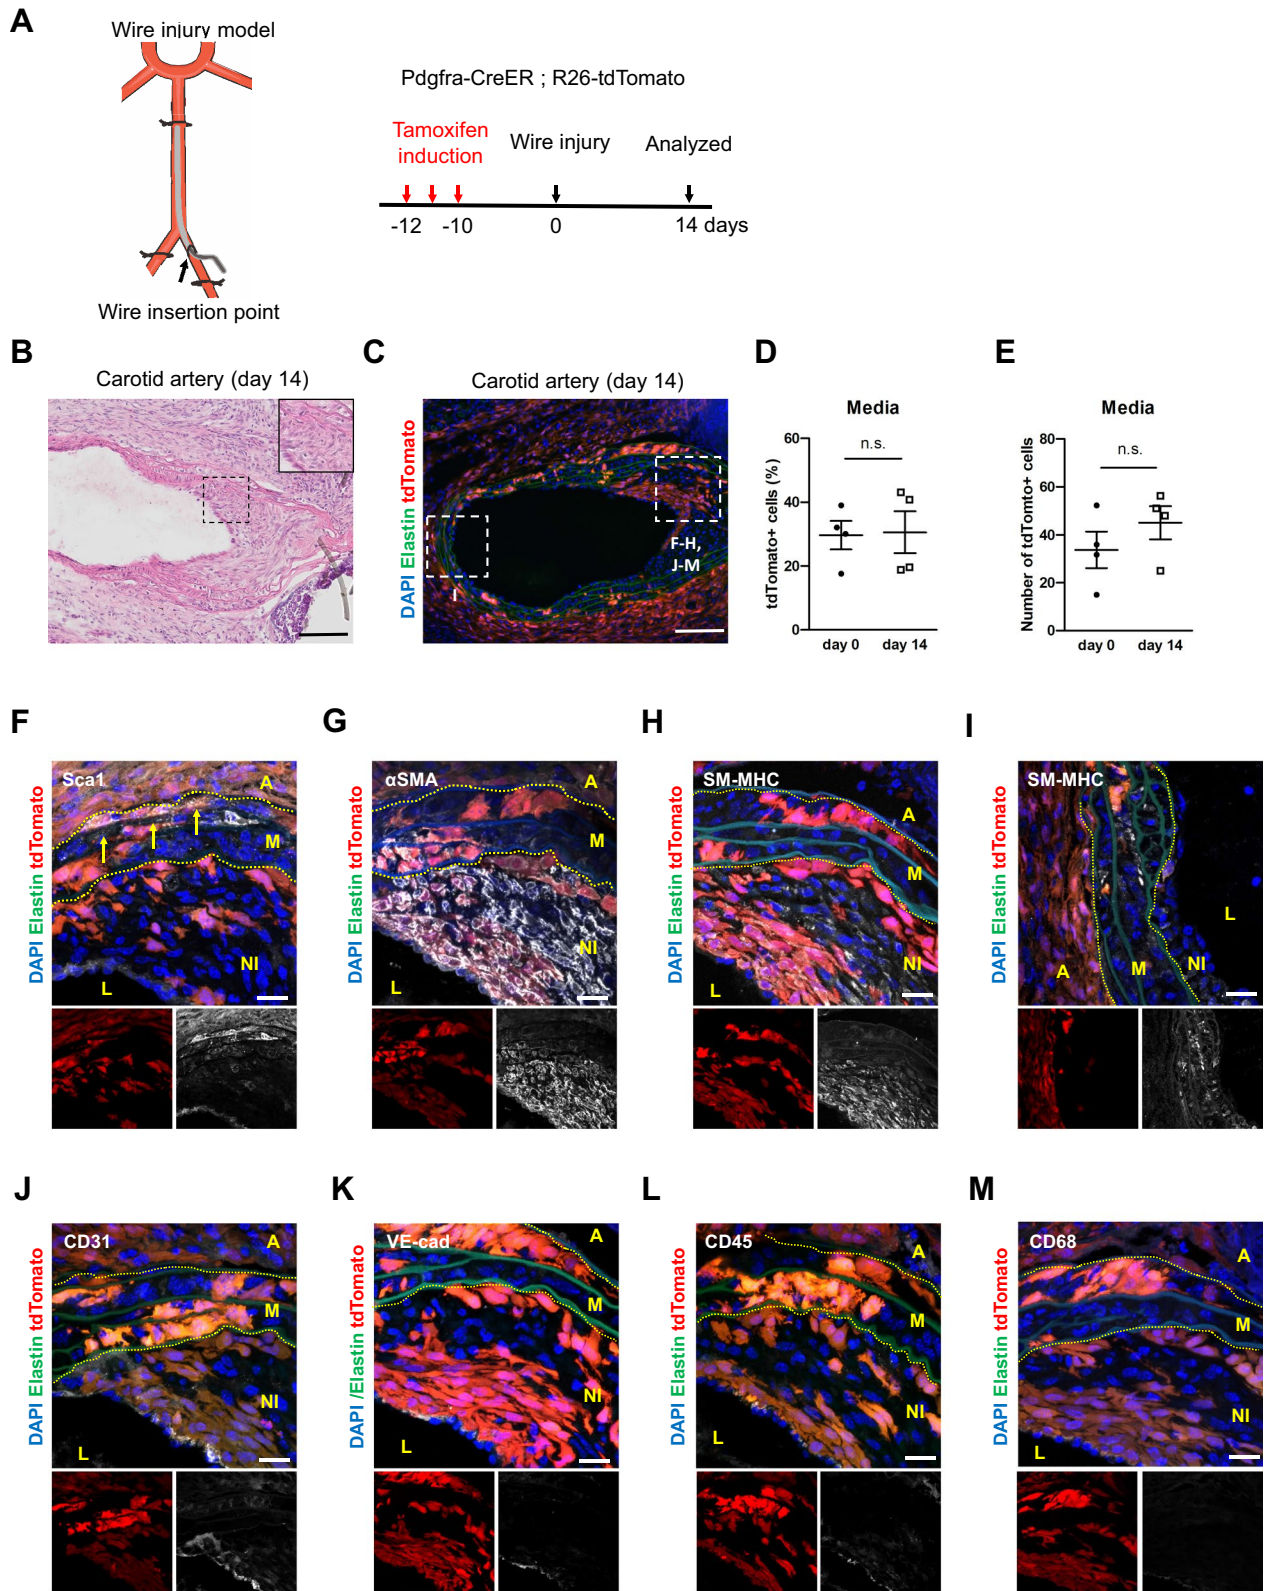 A
Wire injury model
Wire insertion point
Pdgfra-CreER ; R26-tdTomato
Tamoxifen
induction
Wire injury
Analyzed
-12
-10
0
14 days
B
Carotid artery (day 14)
C
Carotid artery (day 14)
DAPI Elastin tdTomato
I
F-H,
J-M
D
Media
n.s.
tdTomato+ cells (%)
60
40
20
0
day 0
day 14
E
Media
n.s.
Number of tdTomto+ cells
80
60
40
20
0
day 0
day 14
F
DAPI Elastin tdTomato
Sca1
A
M
NI
L
G
DAPI Elastin tdTomato
αSMA
A
M
NI
L
H
DAPI Elastin tdTomato
SM-MHC
A
M
NI
L
I
DAPI Elastin tdTomato
SM-MHC
L
A
M
NI
J
DAPI Elastin tdTomato
CD31
A
M
NI
L
K
DAPI /Elastin tdTomato
VE-cad
A
M
NI
L
L
DAPI Elastin tdTomato
CD45
A
M
NI
L
M
DAPI Elastin tdTomato
CD68
A
M
NI
L